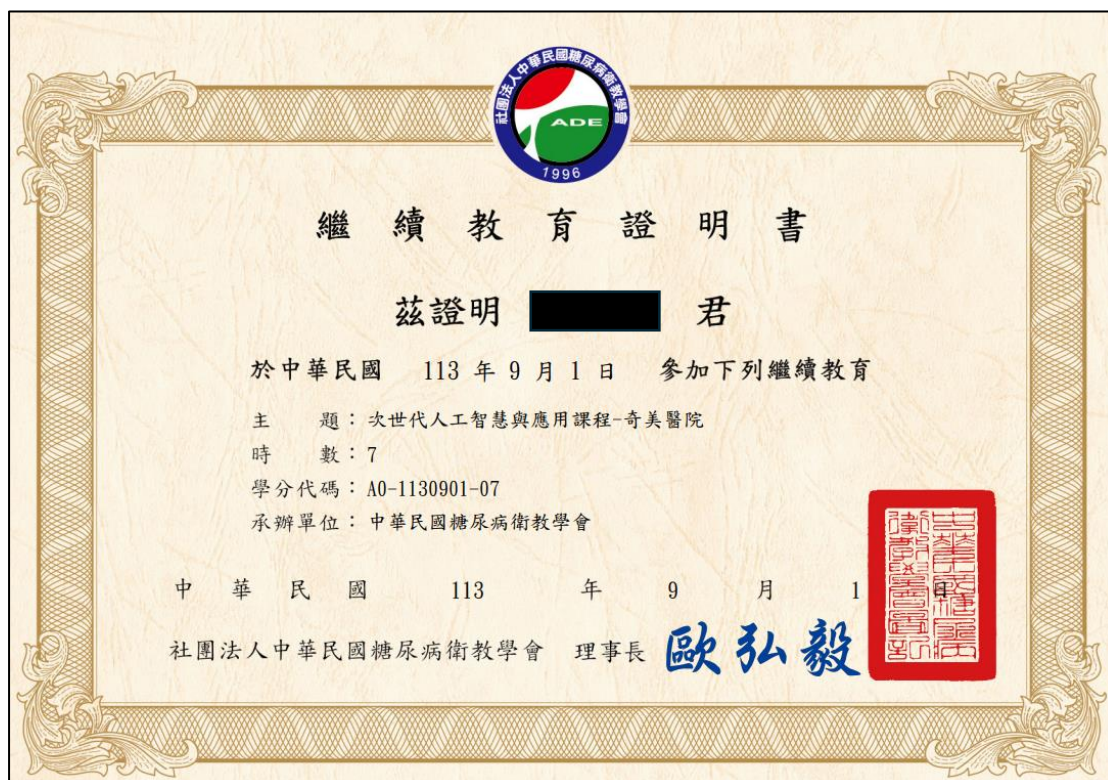 社團法人中華民國糖尿病衛教學會
ADE
1996
繼續教育證明書
茲證明 君
於中華民國 113 年 9 月 1 日 參加下列繼續教育
主 題：次世代人工智慧與應用課程-奇美醫院
時 數：7
學分代碼：A0-1130901-07
承辦單位：中華民國糖尿病衛教學會
中華民國 113 年 9 月 1 日
社團法人中華民國糖尿病衛教學會 理事長 歐弘毅